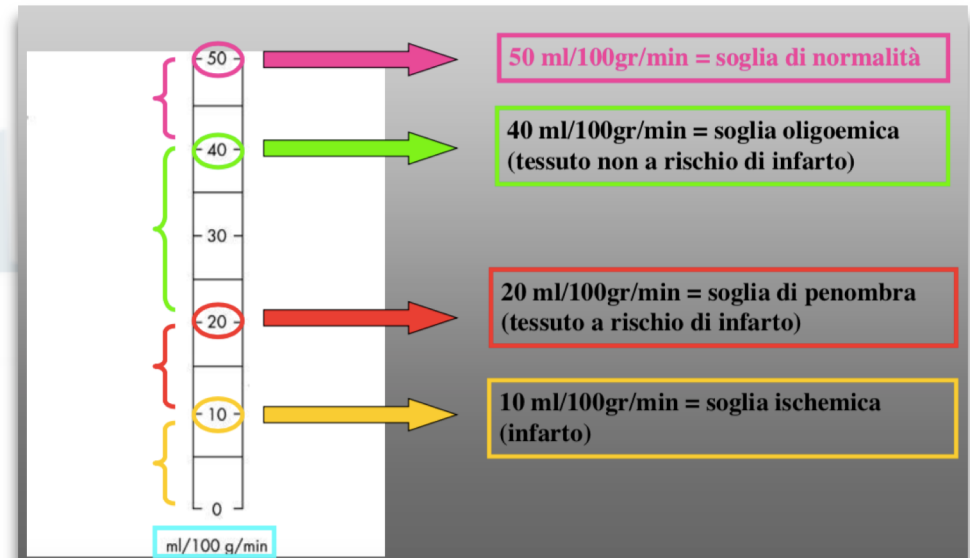 50
50 ml/100gr/min = soglia di normalità
40
40 ml/100gr/min = soglia oligoemica
(tessuto non a rischio di infarto)
30
20
20 ml/100gr/min = soglia di penombra
(tessuto a rischio di infarto)
10
10 ml/100gr/min = soglia ischemica
(infarto)
0
ml/100 g/min